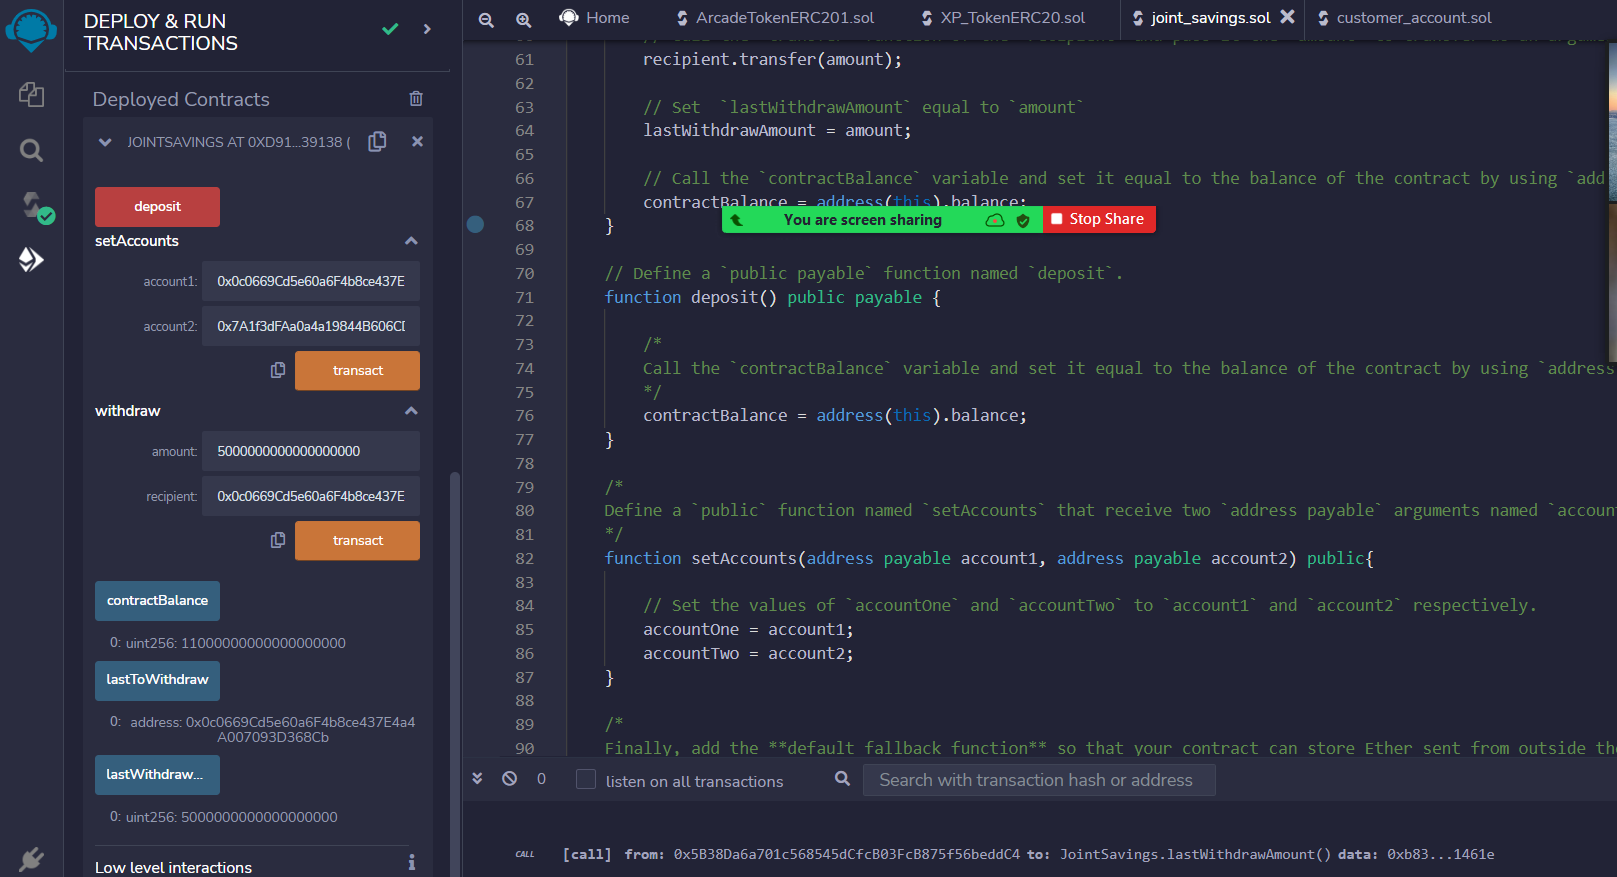 DEPLOY & RUN
TRANSACTIONS
Deployed Contracts
JOINTSAVINGS AT 0XD91...39138 (
deposit
setAccounts
account1: 0x0c0669Cd5e60a6F4b8ce437E
account2: 0x7A1f3dFAa0a4a19844B606CD
transact
withdraw
amount: 5000000000000000000
recipient: 0x0c0669Cd5e60a6F4b8ce437E
transact
contractBalance
0: uint256: 11000000000000000000
lastToWithdraw
0: address: 0x0c0669Cd5e60a6F4b8ce437E4a4
A007093D368Cb
lastWithdraw...
0: uint256: 5000000000000000000
Low level interactions
Home
ArcadeTokenERC201.sol
XP_TokenERC20.sol
joint_savings.sol
customer_account.sol
61 recipient.transfer(amount);
62
63 // Set  `lastWithdrawAmount` equal to `amount`
64 lastWithdrawAmount = amount;
65
66 // Call the `contractBalance` variable and set it equal to the balance of the contract by using `add
67 contractBalance = address(this).balance;
You are screen sharing
Stop Share
68 }
69
70 // Define a `public payable` function named `deposit`.
71 function deposit() public payable {
72
73 /*
74 Call the `contractBalance` variable and set it equal to the balance of the contract by using `address
75 */
76 contractBalance = address(this).balance;
77 }
78
79 /*
80 Define a `public` function named `setAccounts` that receive two `address payable` arguments named `accoun
81 */
82 function setAccounts(address payable account1, address payable account2) public{
83
84 // Set the values of `accountOne` and `accountTwo` to `account1` and `account2` respectively.
85 accountOne = account1;
86 accountTwo = account2;
87 }
88
89 /*
90 Finally, add the **default fallback function** so that your contract can store Ether sent from outside the
0
listen on all transactions
Search with transaction hash or address
CALL [call] from: 0x5B38Da6a701c568545dCfcB03FcB875f56beddC4 to: JointSavings.lastWithdrawAmount() data: 0xb83...1461e